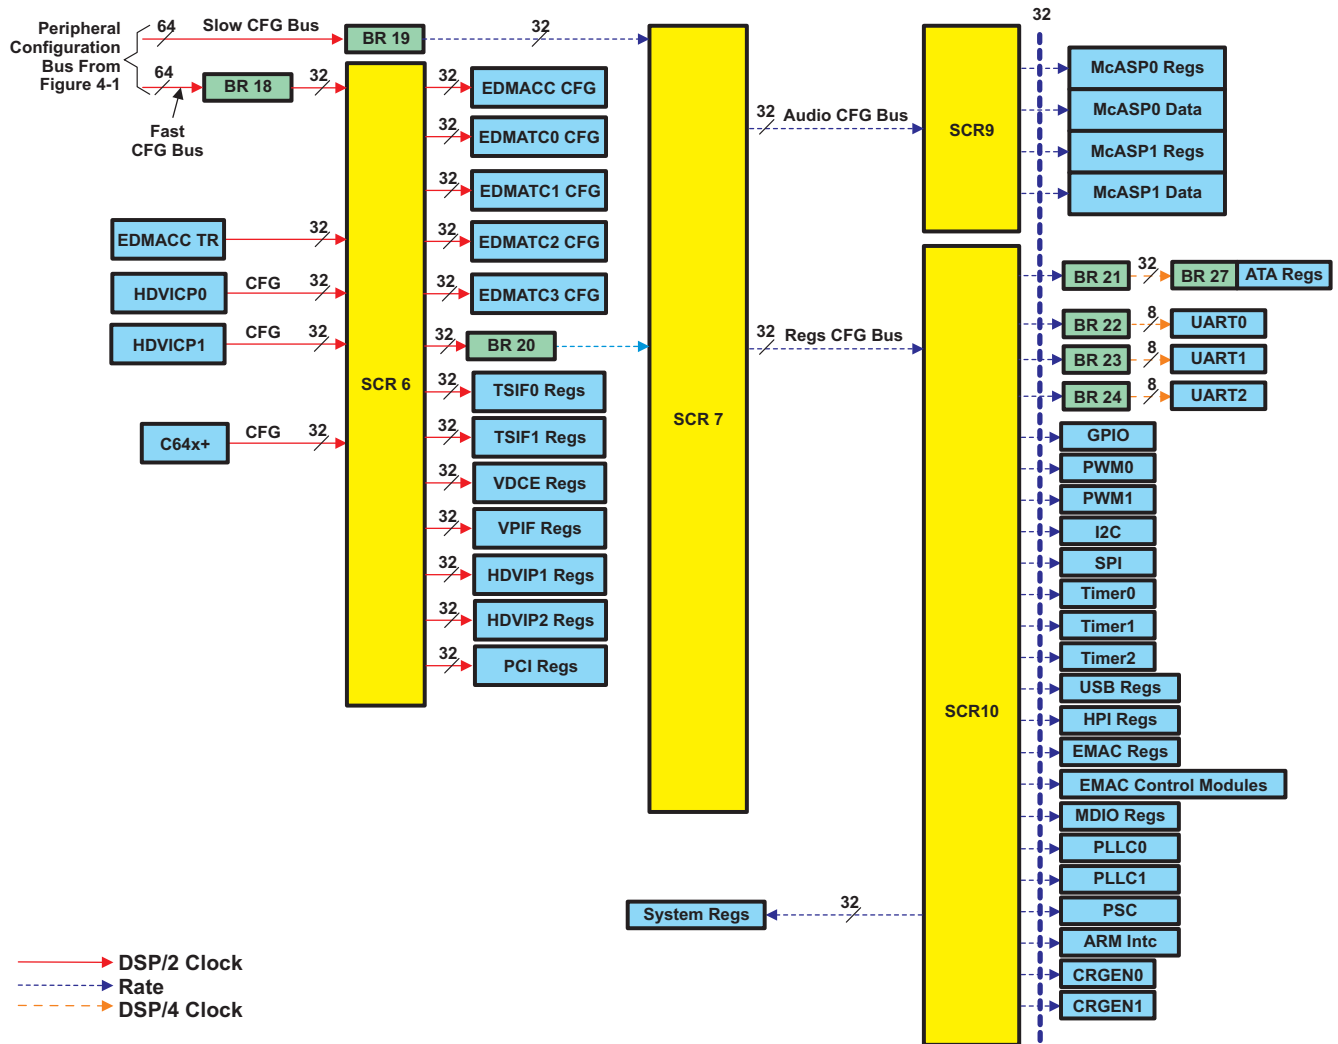 Peripheral
Configuration
Bus From
Figure 4-1
64
Slow CFG Bus
BR 19
32
64
BR 18
32
Fast
CFG Bus
EDMACC TR
32
HDVICP0
CFG
32
HDVICP1
CFG
32
C64x+
CFG
32
SCR 6
32
EDMACC CFG
32
EDMATC0 CFG
32
EDMATC1 CFG
32
EDMATC2 CFG
32
EDMATC3 CFG
32
BR 20
32
TSIF0 Regs
32
TSIF1 Regs
32
VDCE Regs
32
VPIF Regs
32
HDVIP1 Regs
32
HDVIP2 Regs
32
PCI Regs
SCR 7
32
Audio CFG Bus
32
Regs CFG Bus
SCR9
SCR10
32
System Regs
32
McASP0 Regs
McASP0 Data
McASP1 Regs
McASP1 Data
BR 21
32
BR 27
ATA Regs
BR 22
8
UART0
BR 23
8
UART1
BR 24
8
UART2
GPIO
PWM0
PWM1
I2C
SPI
Timer0
Timer1
Timer2
USB Regs
HPI Regs
EMAC Regs
EMAC Control Modules
MDIO Regs
PLLC0
PLLC1
PSC
ARM Intc
CRGEN0
CRGEN1
DSP/2 Clock
Rate
DSP/4 Clock